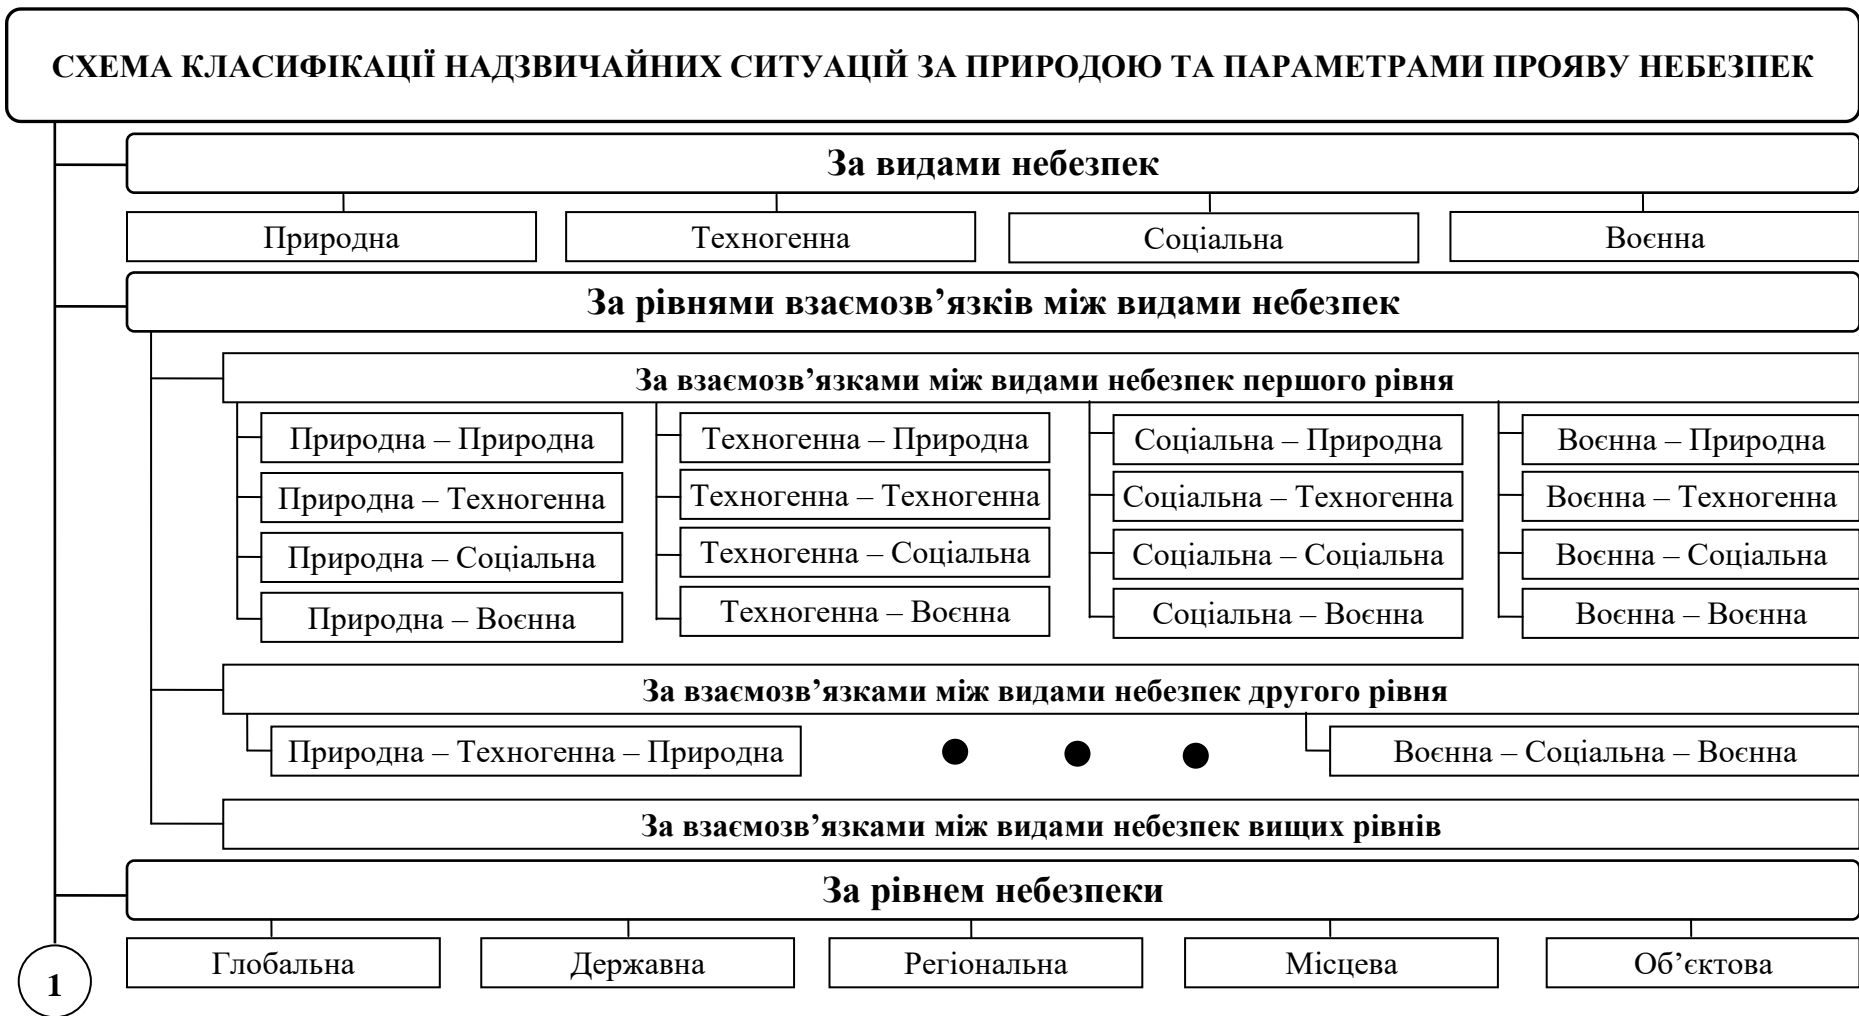 СХЕМА КЛАСИФІКАЦІЇ НАДЗВИЧАЙНИХ СИТУАЦІЙ ЗА ПРИРОДОЮ ТА ПАРАМЕТРАМИ ПРОЯВУ НЕБЕЗПЕК
За видами небезпек
Природна
Техногенна
Соціальна
Воєнна
За рівнями взаємозв’язків між видами небезпек
За взаємозв’язками між видами небезпек першого рівня
Природна – Природна
Природна – Техногенна
Природна – Соціальна
Природна – Воєнна
Техногенна – Природна
Техногенна – Техногенна
Техногенна – Соціальна
Техногенна – Воєнна
Соціальна – Природна
Соціальна – Техногенна
Соціальна – Соціальна
Соціальна – Воєнна
Воєнна – Природна
Воєнна – Техногенна
Воєнна – Соціальна
Воєнна – Воєнна
За взаємозв’язками між видами небезпек другого рівня
Природна – Техногенна – Природна
Воєнна – Соціальна – Воєнна
За взаємозв’язками між видами небезпек вищих рівнів
За рівнем небезпеки
Глобальна
Державна
Регіональна
Місцева
Об’єктова
1